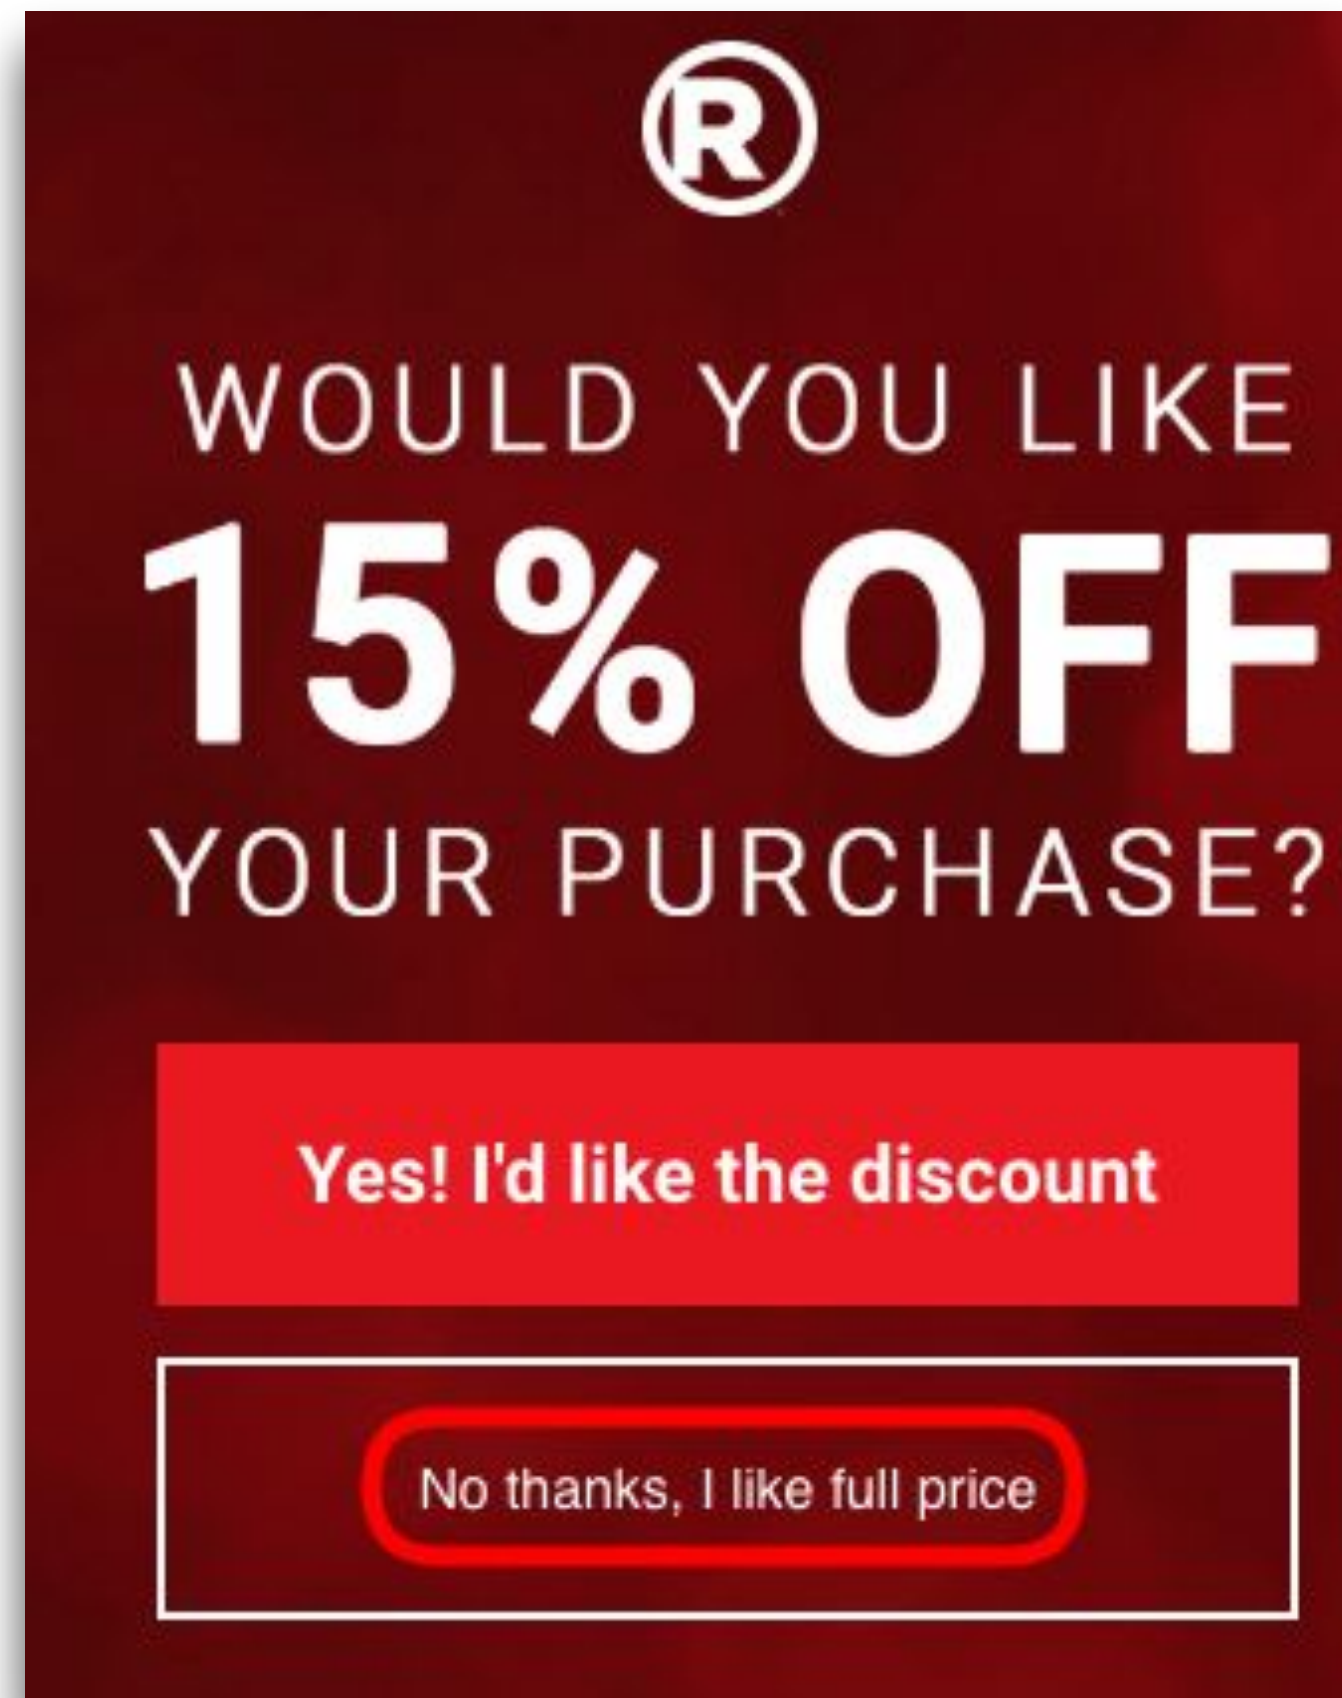 R
WOULD YOU LIKE
15% OFF
YOUR PURCHASE?
Yes! I'd like the discount
No thanks, I like full price